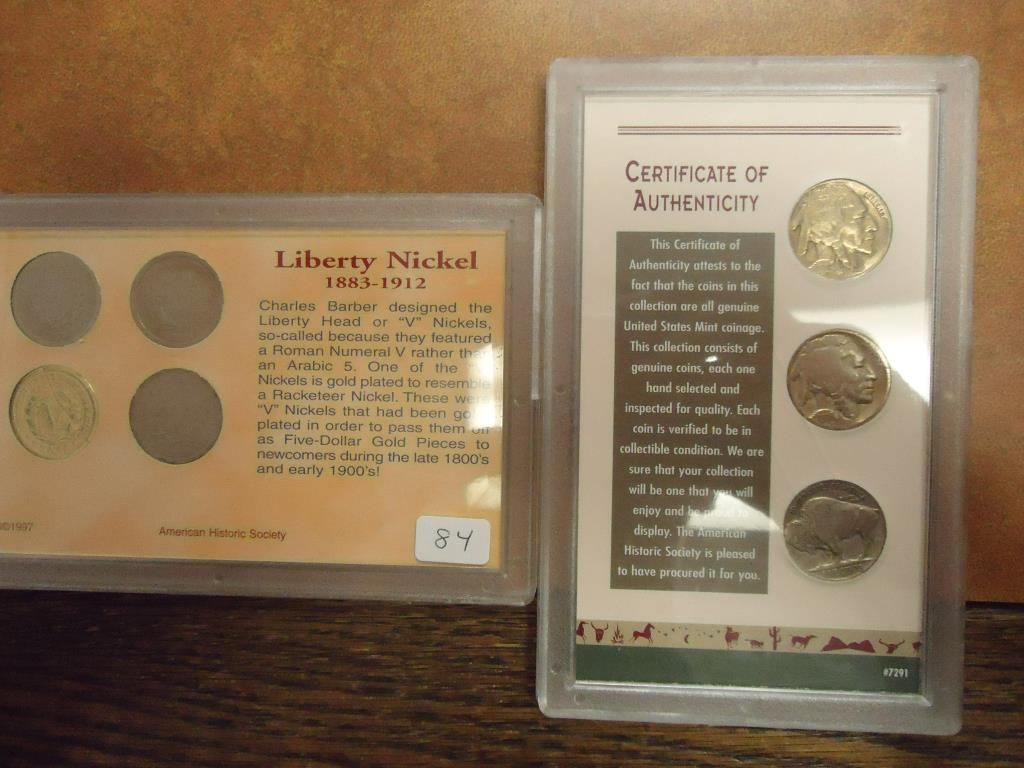 Liberty Nickel
1883-1912
Charles Barber designed the
Liberty Head or "V" Nickels,
so-called because they featured
a Roman Numeral V rather than
an Arabic 5. One of the
Nickels is gold plated to resemble
a Racketeer Nickel. These were
"V" Nickels that had been gold
plated in order to pass them off
as Five-Dollar Gold Pieces to
newcomers during the late 1800's
and early 1900's!
©1997
American Historic Society
84
CERTIFICATE OF
AUTHENTICITY
This Certificate of
Authenticity attests to the
fact that the coins in this
collection are all genuine
United States Mint coinage.
This collection consists of
genuine coins, each one
hand selected and
inspected for quality. Each
coin is verified to be in
collectible condition. We are
sure that your collection
will be one that you will
enjoy and be proud to
display. The American
Historic Society is pleased
to have procured it for you.
#7291